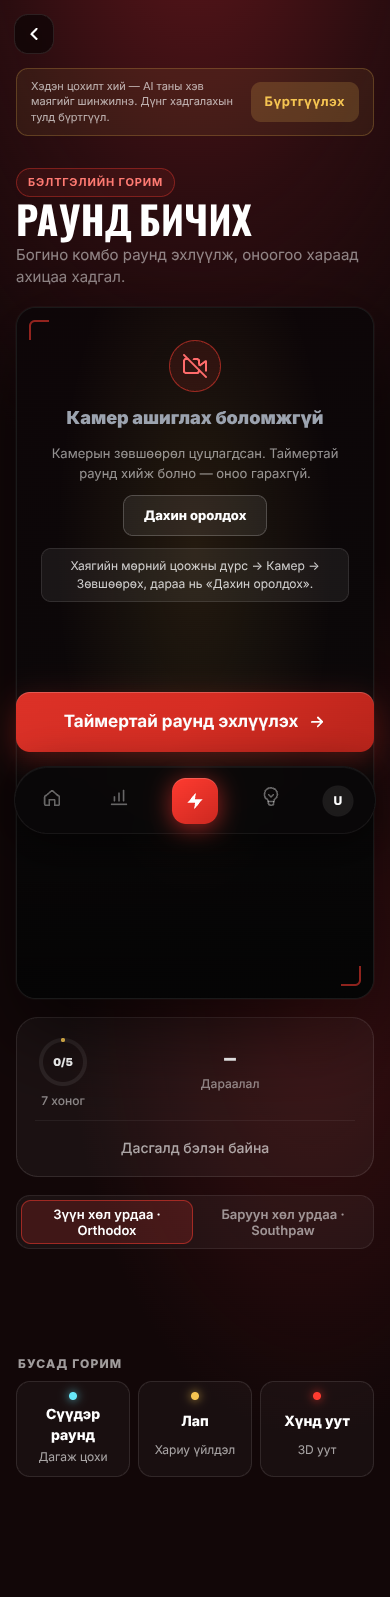 Хэдэн цохилт хий — AI таны хэв
маягийг шинжилнэ. Дүнг хадгалахын
тулд бүртгүүл.
Бүртгүүлэх
БЭЛТГЭЛИЙН ГОРИМ
РАУНД БИЧИХ
Богино комбо раунд эхлүүлж, оноогоо хараад
ахицаа хадгал.
Камер ашиглах боломжгүй
Камерын зөвшөөрөл цуцлагдсан. Таймертай
раунд хийж болно — оноо гарахгүй.
Дахин оролдох
Хаягийн мөрний цоожны дүрс → Камер →
Зөвшөөрөх, дараа нь «Дахин оролдох».
Таймертай раунд эхлүүлэх →
U
0/5
7 хоног
–
Дараалал
Дасгалд бэлэн байна
Зүүн хөл урдаа ·
Orthodox
Баруун хөл урдаа ·
Southpaw
БУСАД ГОРИМ
Сүүдэр
раунд
Дагаж цохи
Лап
Хариу үйлдэл
Хүнд уут
3D уут